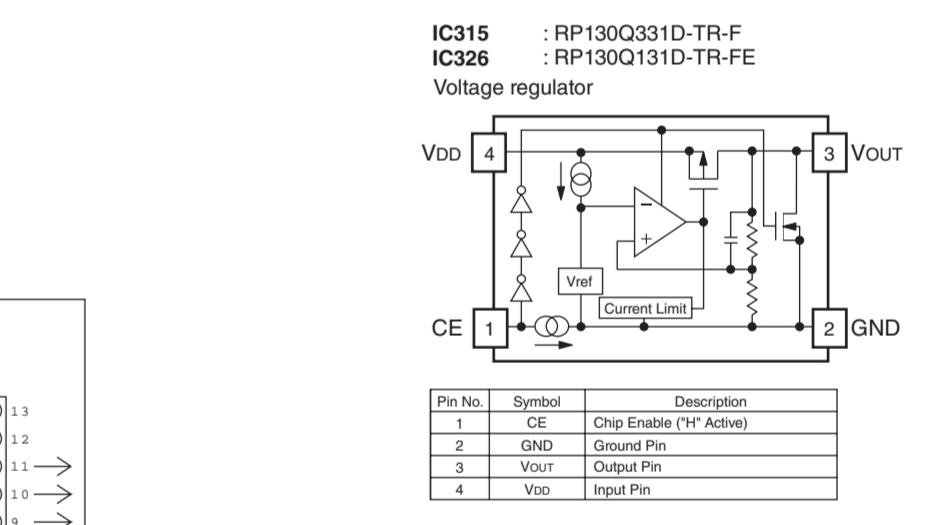 IC315 : RP130Q331D-TR-F
IC326 : RP130Q131D-TR-FE
Voltage regulator
VDD 4
3 VOUT
−
+
Vref
Current Limit
CE 1
2 GND
Pin No. Symbol Description
1 CE Chip Enable ("H" Active)
2 GND Ground Pin
3 VOUT Output Pin
4 VDD Input Pin
13
12
11
10
9